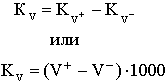 K_V = K_{V^+} - K_{V^-}
или
K_V = (V^+ - V^-) · 1000